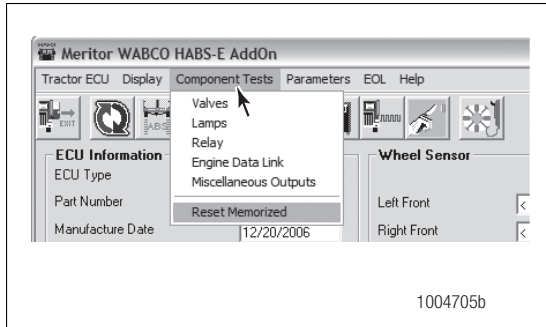 Meritor WABCO HABS-E AddOn
Tractor ECU Display Component Tests Parameters EOL Help
EXIT ABS
Valves
Lamps
Relay
Engine Data Link
Miscellaneous Outputs
Reset Memorized
ECU Information
ECU Type
Part Number
Manufacture Date 12/20/2006
Wheel Sensor
Left Front <
Right Front <
1004705b